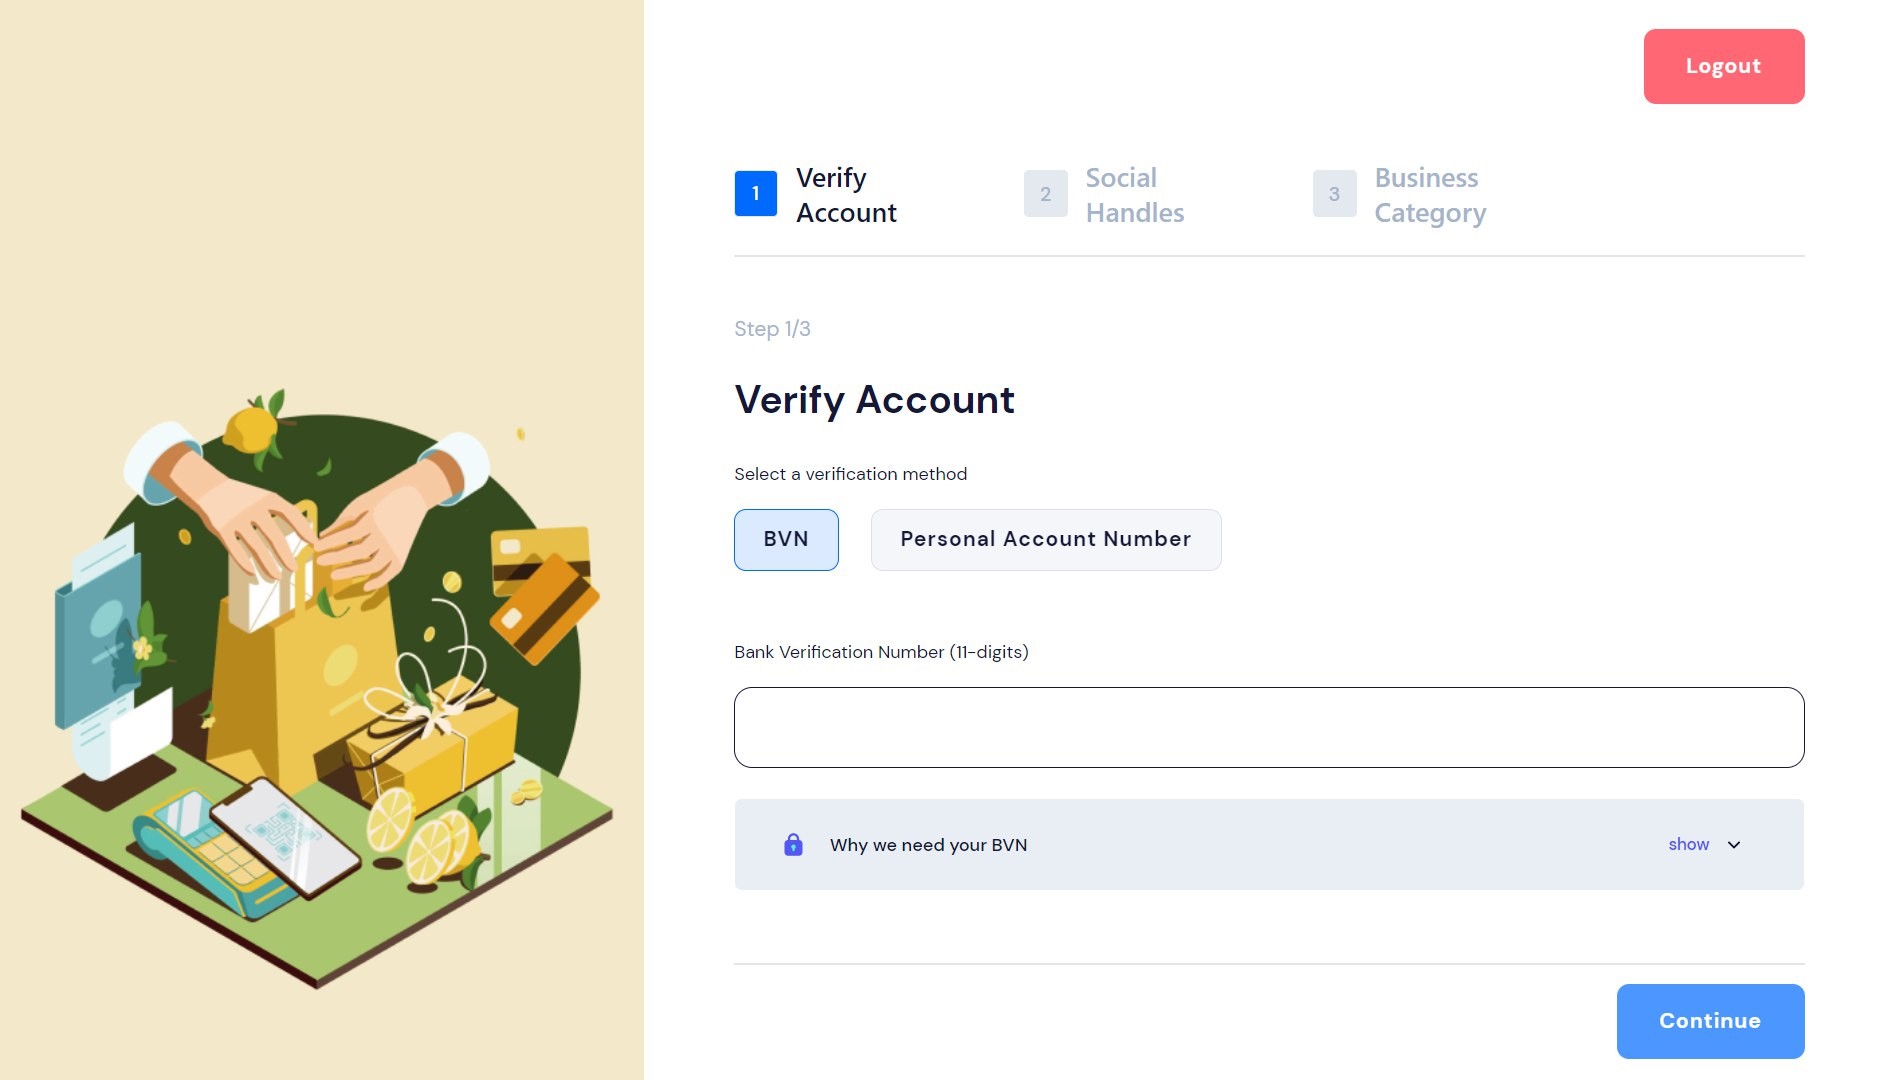 Logout
1
Verify
Account
2
Social
Handles
3
Business
Category
Step 1/3
Verify Account
Select a verification method
BVN
Personal Account Number
Bank Verification Number (11-digits)
Why we need your BVN
show
Continue